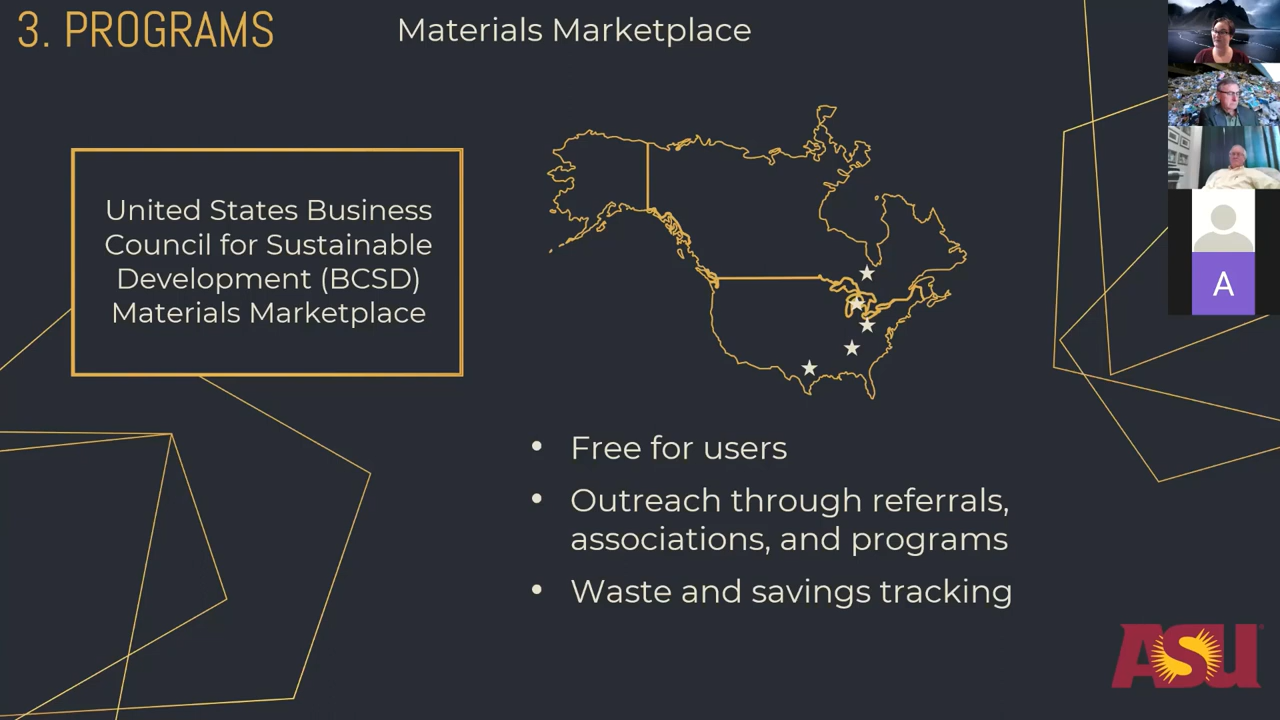 3. PROGRAMS
Materials Marketplace
United States Business
Council for Sustainable
Development (BCSD)
Materials Marketplace
• Free for users
• Outreach through referrals,
associations, and programs
• Waste and savings tracking
A
ASU